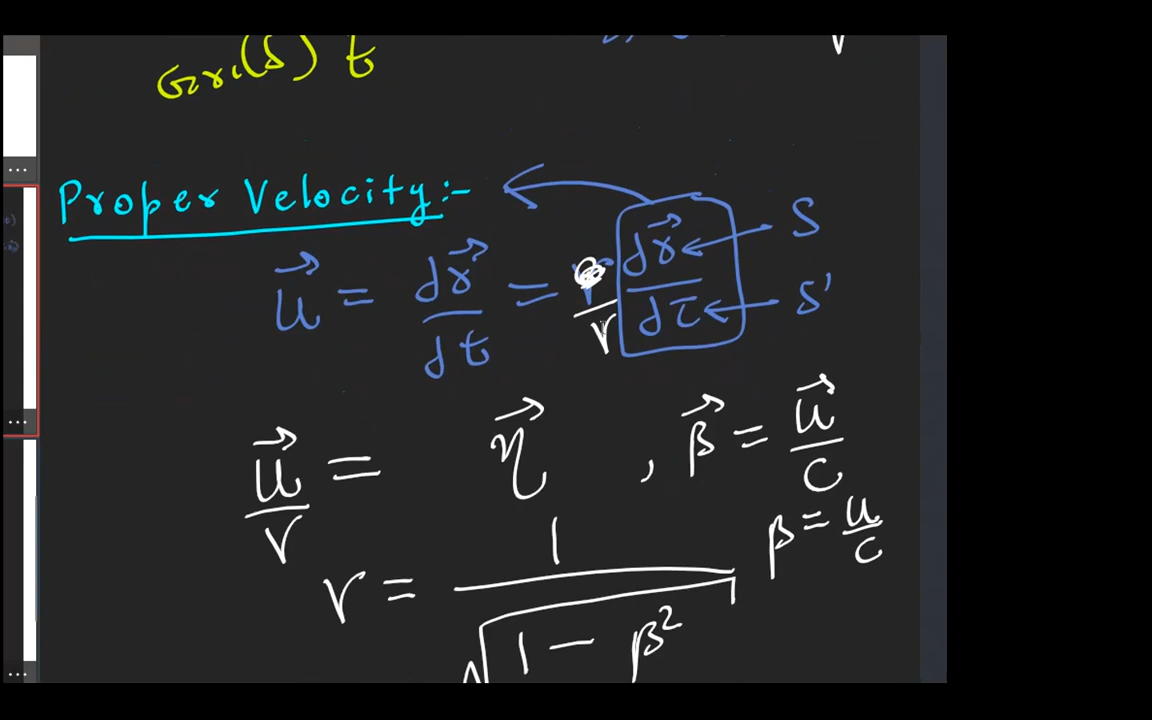 t
Proper Velocity:-
u⃗ = dr⃗/dt = 1/γ dr⃗/dτ ← S ← S'
u⃗/γ = η⃗ , β⃗ = u⃗/c
β = u/c
γ = 1/√(1 - β²)